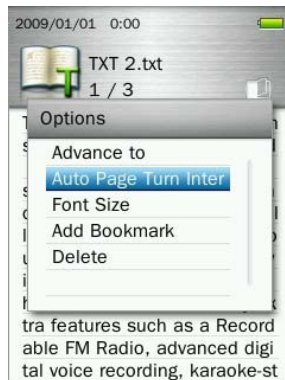 2009/01/01 0:00
TXT 2.txt
1 / 3
Options
Advance to
Auto Page Turn Inter
Font Size
Add Bookmark
Delete
tra features such as a Record
able FM Radio, advanced digi
tal voice recording, karaoke-st